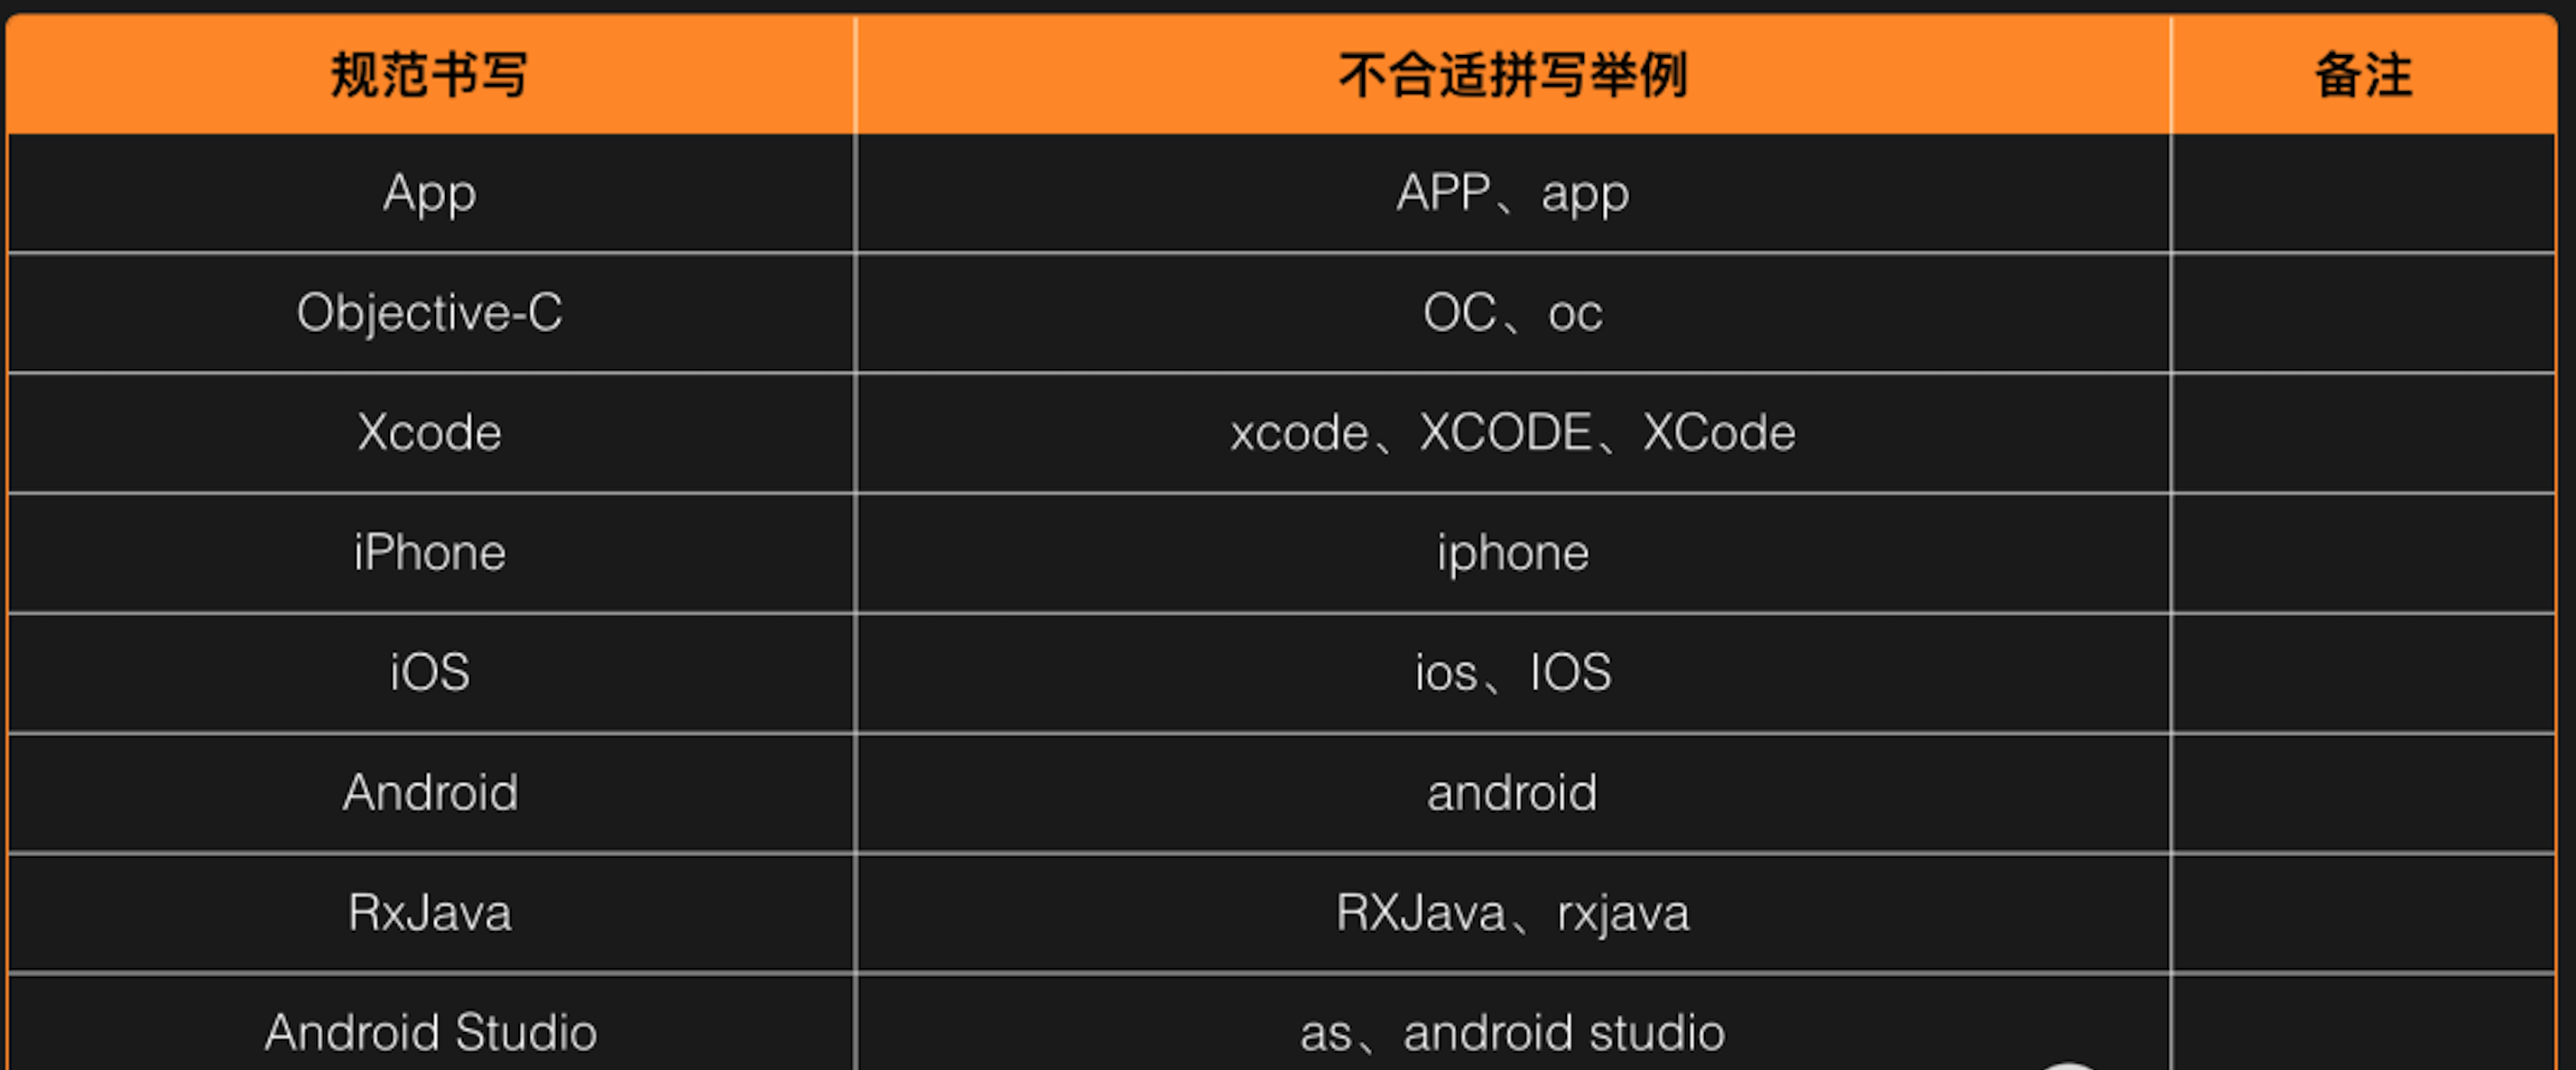 规范书写 不合适拼写举例 备注
App APP、app
Objective-C OC、oc
Xcode xcode、XCODE、XCode
iPhone iphone
iOS ios、IOS
Android android
RxJava RXJava、rxjava
Android Studio as、android studio